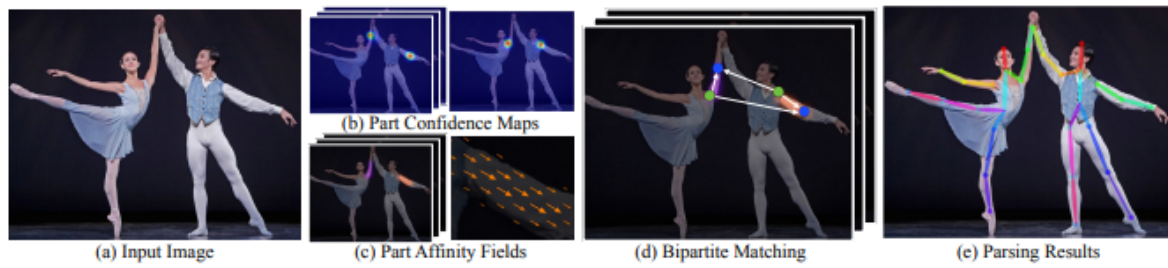 (b) Part Confidence Maps
(a) Input Image
(c) Part Affinity Fields
(d) Bipartite Matching
(e) Parsing Results